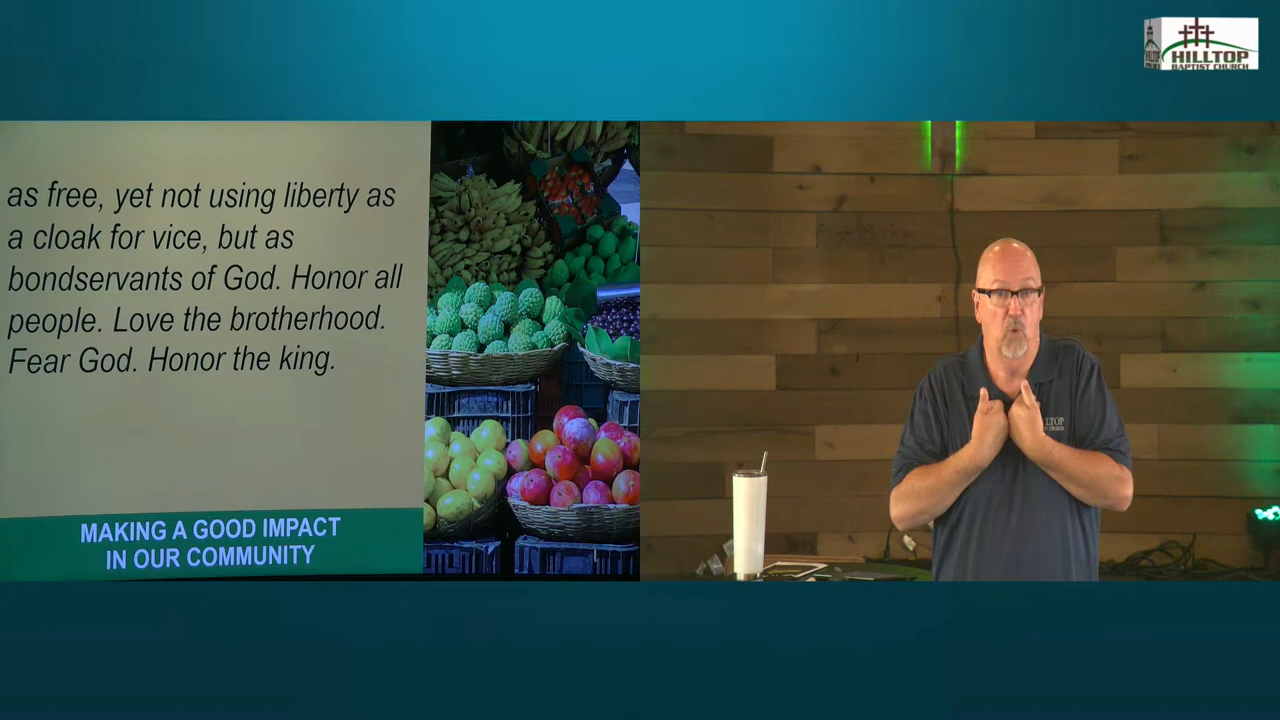 HILLTOP
BAPTIST CHURCH
as free, yet not using liberty as
a cloak for vice, but as
bondservants of God. Honor all
people. Love the brotherhood.
Fear God. Honor the king.
MAKING A GOOD IMPACT
IN OUR COMMUNITY